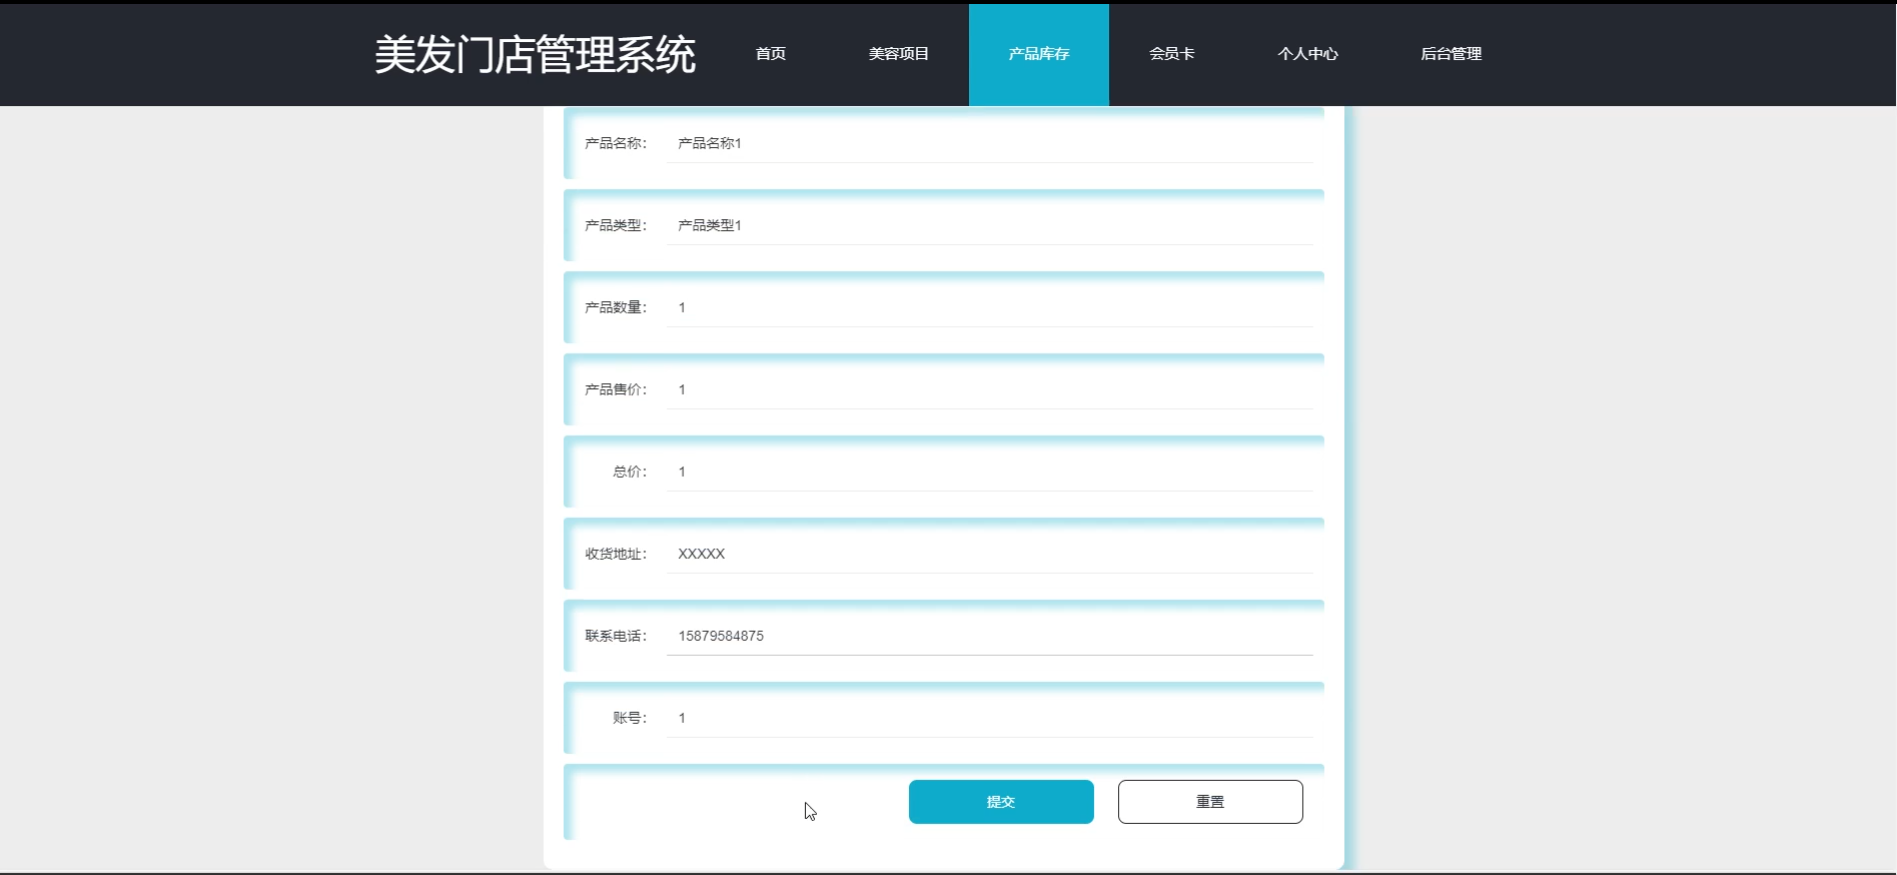 美发门店管理系统 首页 美容项目 产品库存 会员卡 个人中心 后台管理
产品名称： 产品名称1
产品类型： 产品类型1
产品数量： 1
产品售价： 1
总价： 1
收货地址： XXXXX
联系电话： 15879584875
账号： 1
提交 重置